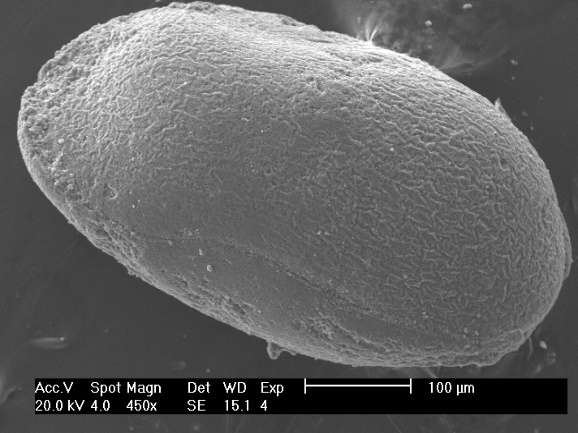 Acc.V Spot Magn Det WD Exp 100 µm
20.0 kV 4.0 450x SE 15.1 4